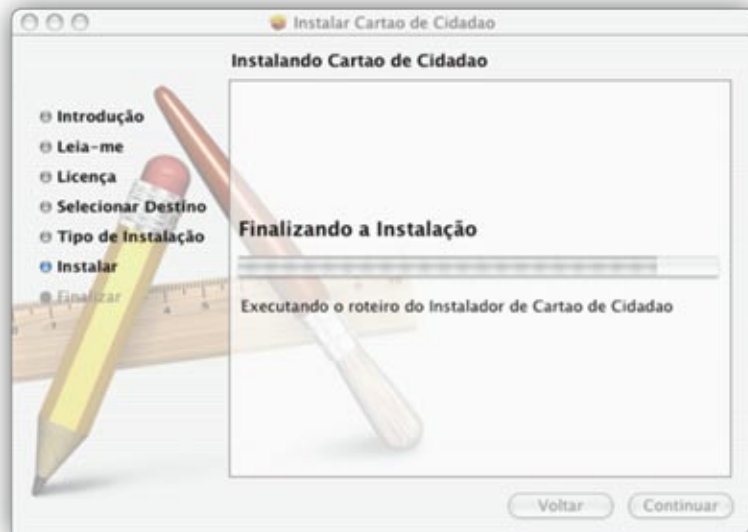 Instalar Cartao de Cidadao
Instalando Cartao de Cidadao
Introdução
Leia-me
Licença
Selecionar Destino
Tipo de Instalação
Instalar
Finalizar
Finalizando a Instalação
Executando o roteiro do Instalador de Cartao de Cidadao
Voltar
Continuar